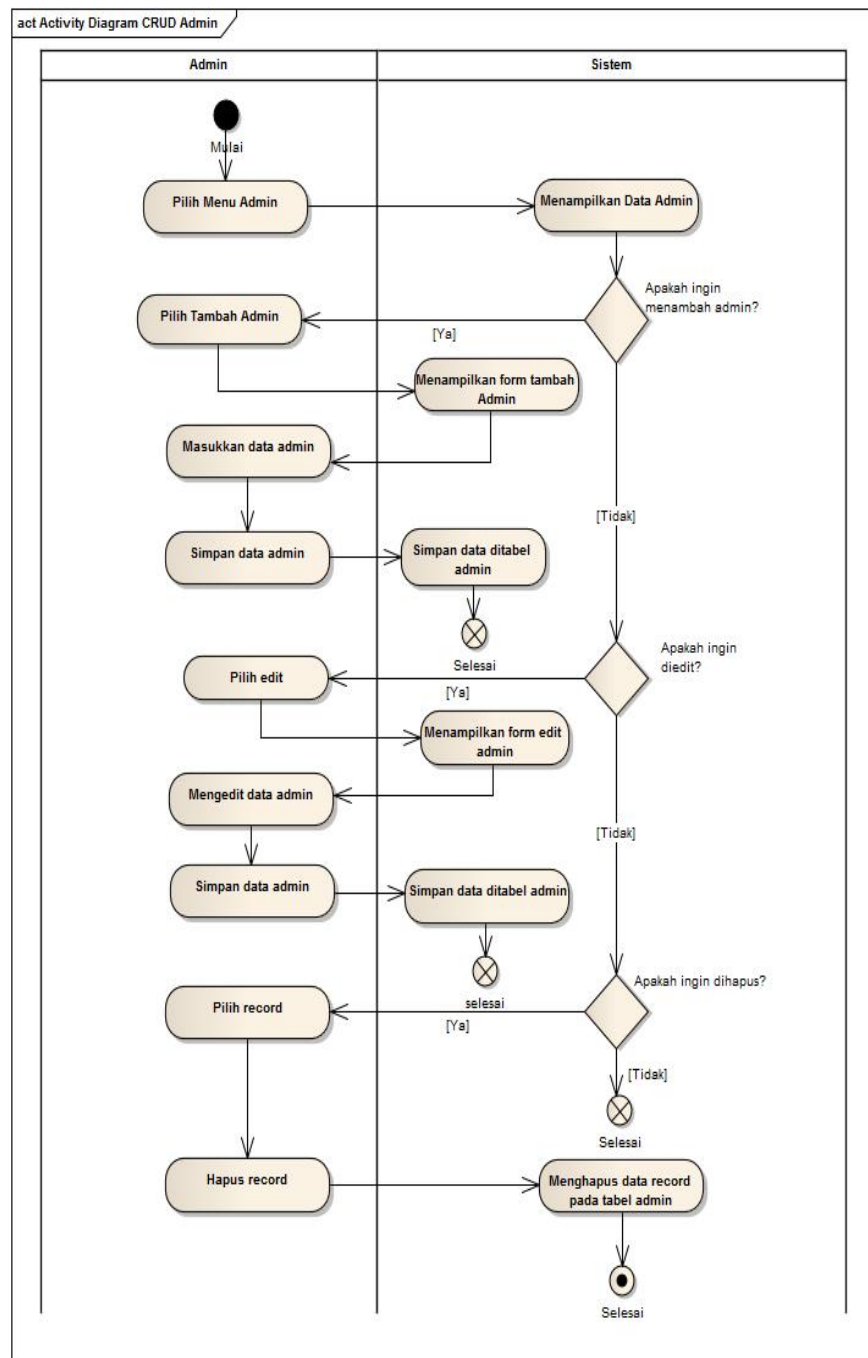 act Activity Diagram CRUD Admin
Admin
Sistem
Mulai
Pilih Menu Admin
Menampilkan Data Admin
Apakah ingin
menambah admin?
Pilih Tambah Admin
[Ya]
Menampilkan form tambah
Admin
Masukkan data admin
[Tidak]
Simpan data admin
Simpan data ditabel
admin
Selesai
Apakah ingin
diedit?
Pilih edit
[Ya]
Menampilkan form edit
admin
Mengedit data admin
[Tidak]
Simpan data admin
Simpan data ditabel admin
selesai
Apakah ingin dihapus?
Pilih record
[Ya]
[Tidak]
Selesai
Hapus record
Menghapus data record
pada tabel admin
Selesai